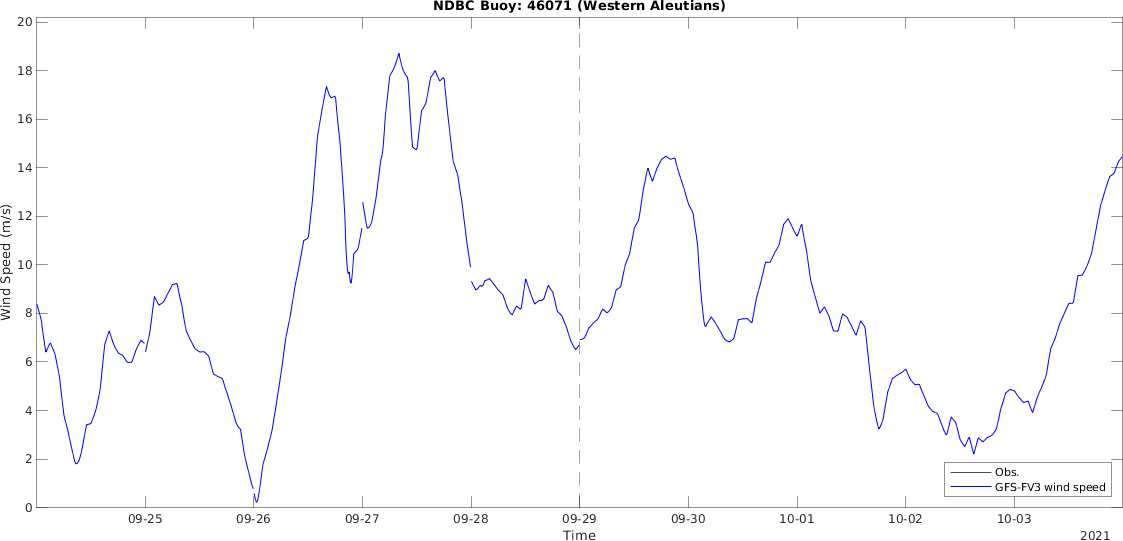 NDBC Buoy: 46071 (Western Aleutians)
20
18
16
14
12
10
8
6
4
2
0
Wind Speed (m/s)
09-25 09-26 09-27 09-28 09-29 09-30 10-01 10-02 10-03
Time
2021
Obs.
GFS-FV3 wind speed